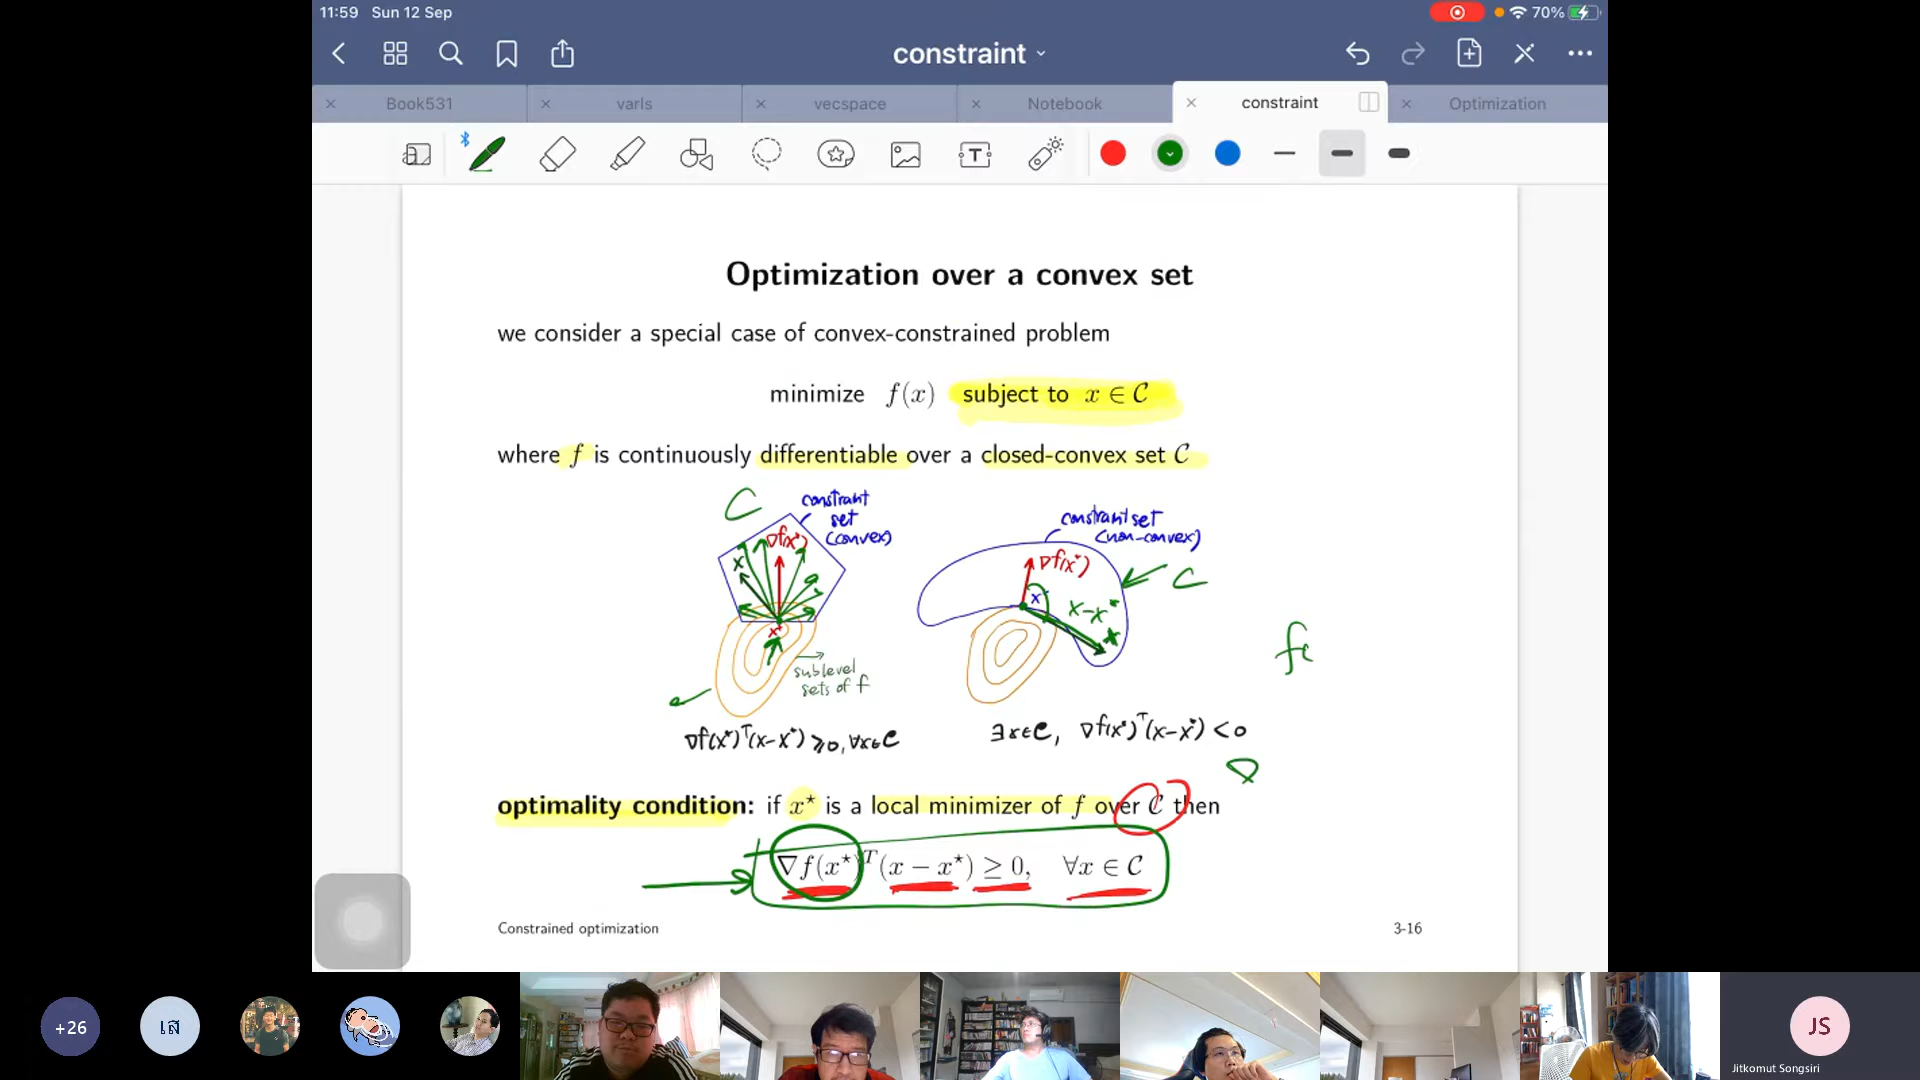 11:59 Sun 12 Sep
70%
constraint
Book531
varls
vecspace
Notebook
constraint
Optimization
Optimization over a convex set
we consider a special case of convex-constrained problem
minimize f(x) subject to x ∈ C
where f is continuously differentiable over a closed-convex set C
C
constraint
set
(convex)
∇f(x*)
x
x*
sublevel
sets of f
constraint set
(non-convex)
∇f(x*)
C
x*
x-x*
x
f(
∇f(x*)ᵀ(x-x*) ≥ 0, ∀x∈C
∃x∈C, ∇f(x*)ᵀ(x-x*) < 0
∇
optimality condition: if x⋆ is a local minimizer of f over C then
∇f(x⋆)ᵀ(x − x⋆) ≥ 0, ∀x ∈ C
Constrained optimization
3-16
+26
เส
JS
Jitkomut Songsiri